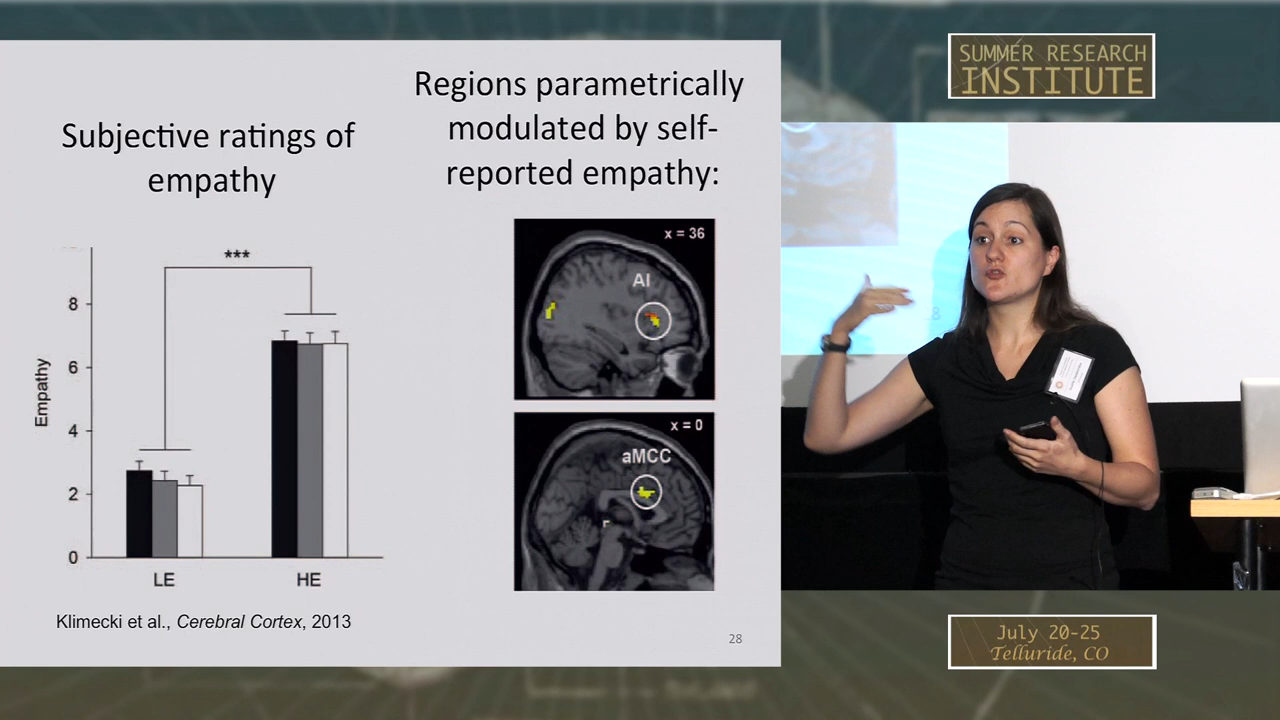 Subjective ratings of
empathy
Regions parametrically
modulated by self-
reported empathy:
***
8
6
4
2
0
Empathy
LE
HE
x = 36
AI
x = 0
aMCC
Klimecki et al., Cerebral Cortex, 2013
28
SUMMER RESEARCH
INSTITUTE
July 20-25
Telluride, CO